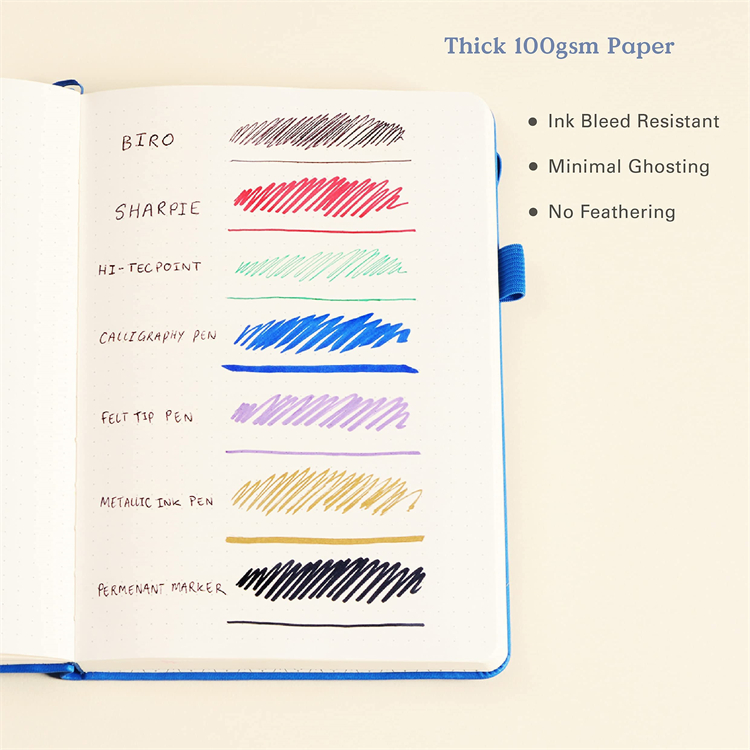 Thick 100gsm Paper
Ink Bleed Resistant
Minimal Ghosting
No Feathering
BIRO
SHARPIE
HI-TECPOINT
CALLIGRAPHY PEN
FELT TIP PEN
METALLIC INK PEN
PERMENANT MARKER